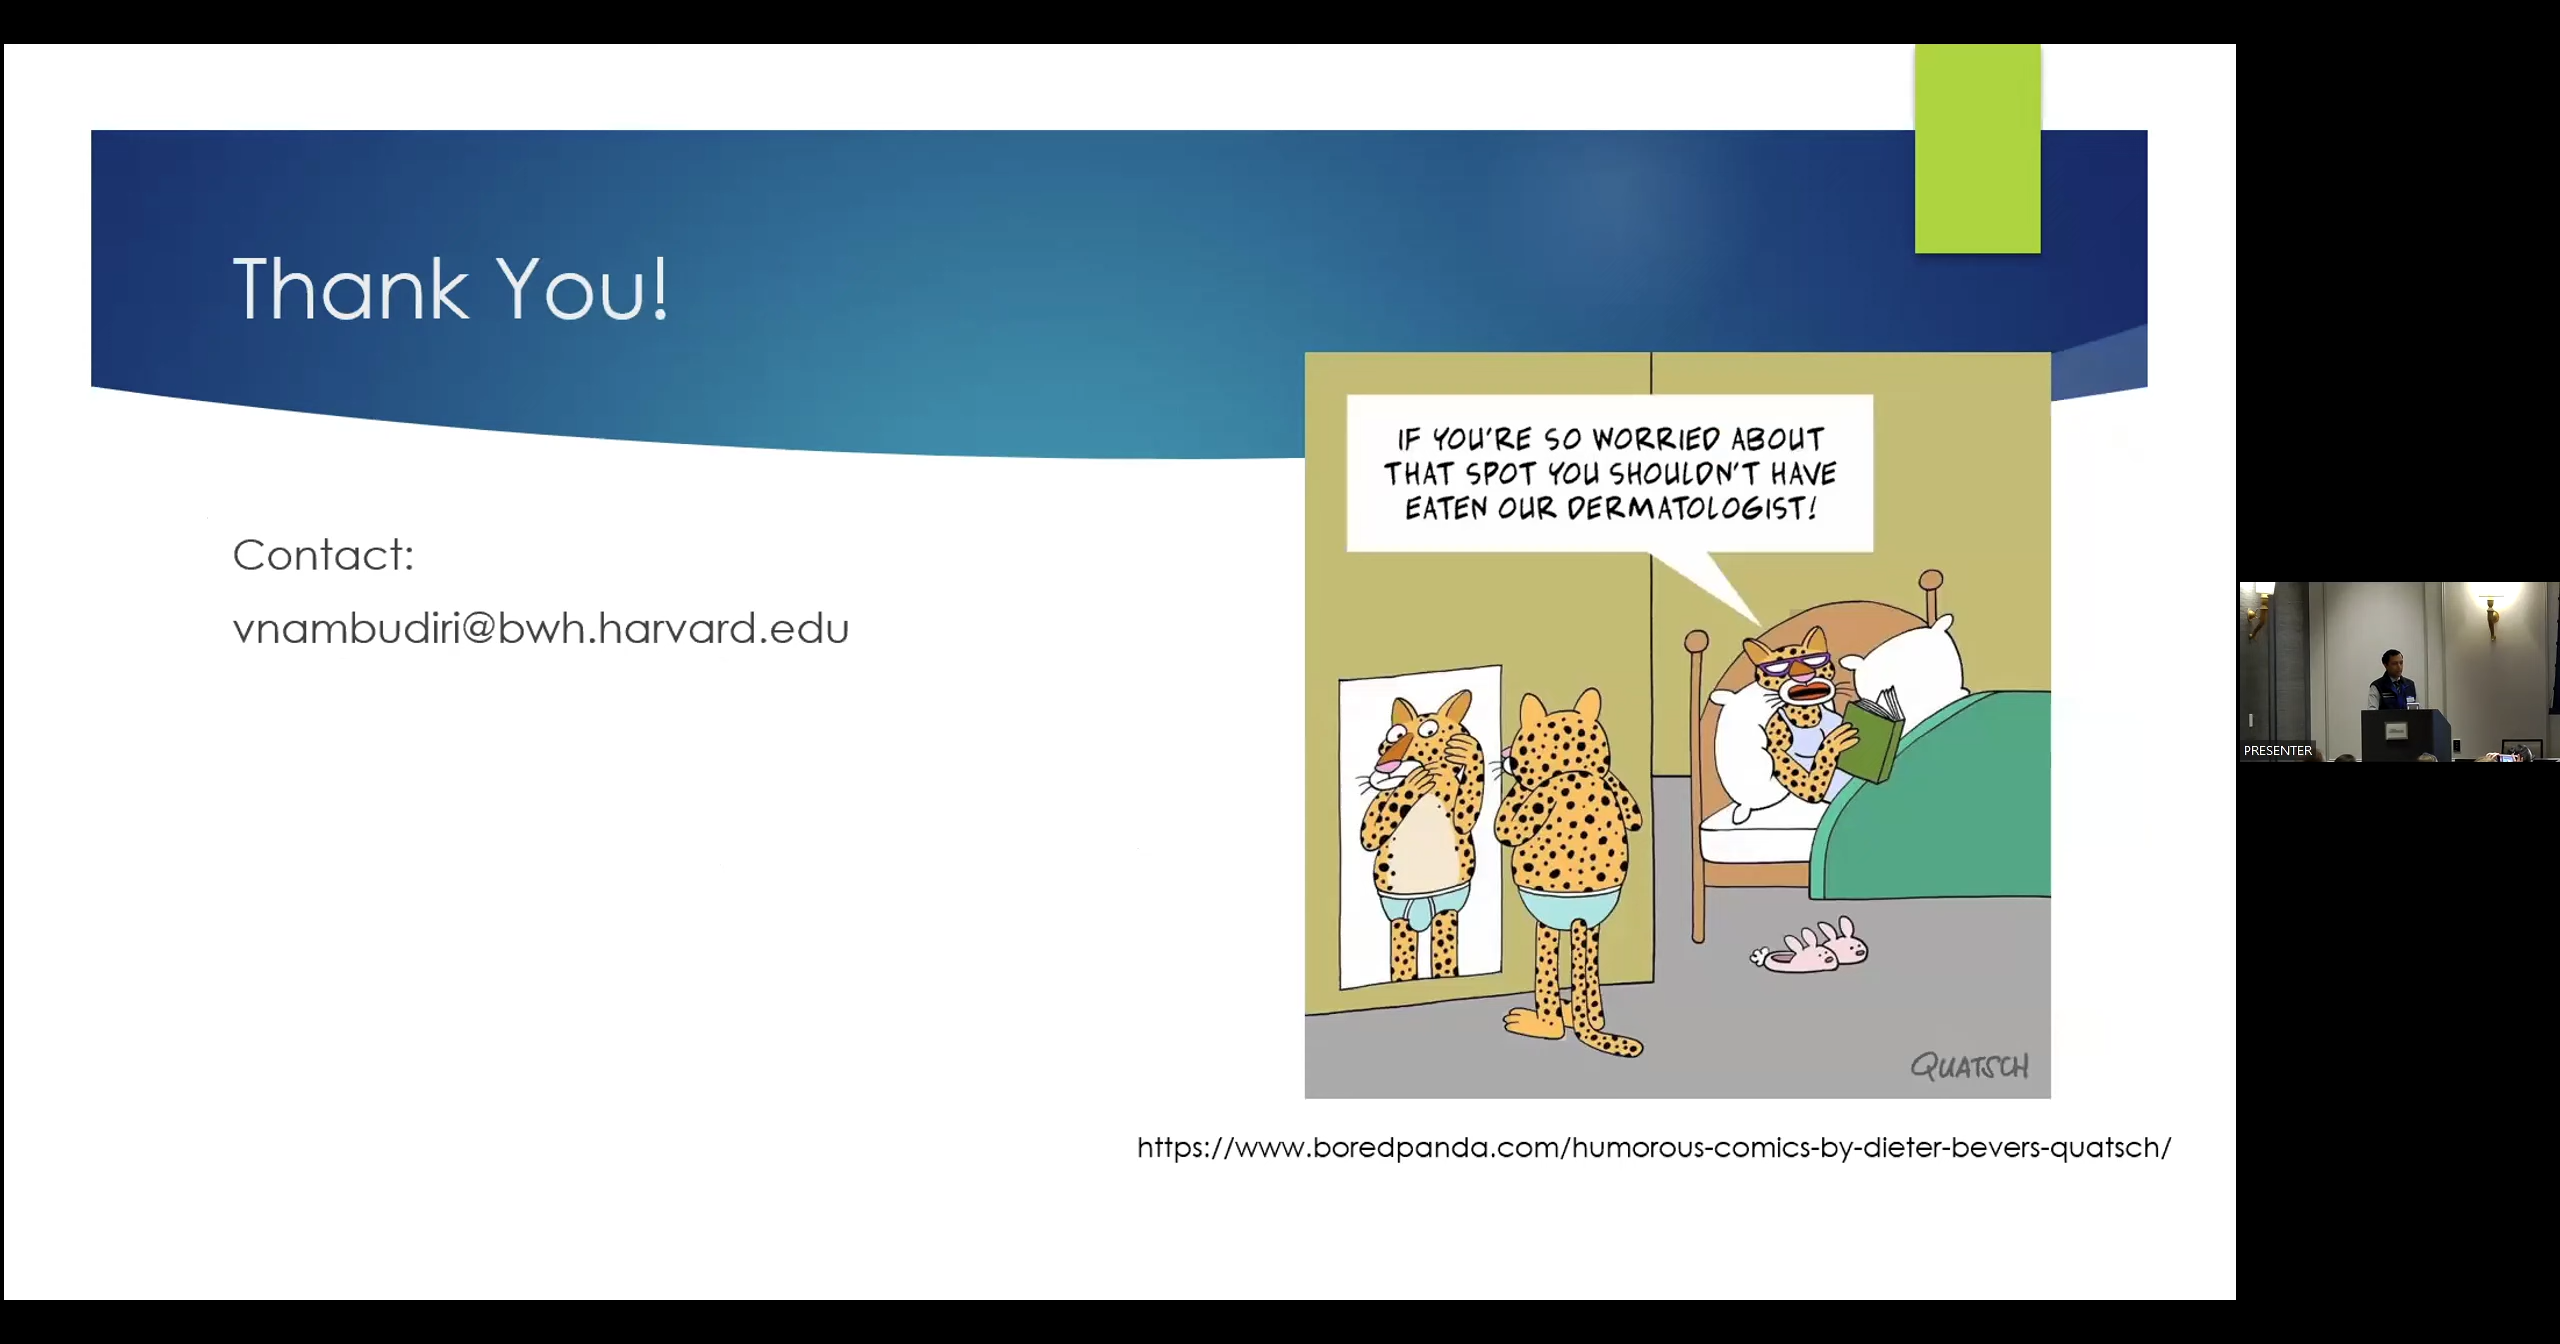 Thank You!
Contact:
vnambudiri@bwh.harvard.edu
IF YOU'RE SO WORRIED ABOUT
THAT SPOT YOU SHOULDN'T HAVE
EATEN OUR DERMATOLOGIST!
QUATSCH
https://www.boredpanda.com/humorous-comics-by-dieter-bevers-quatsch/
PRESENTER